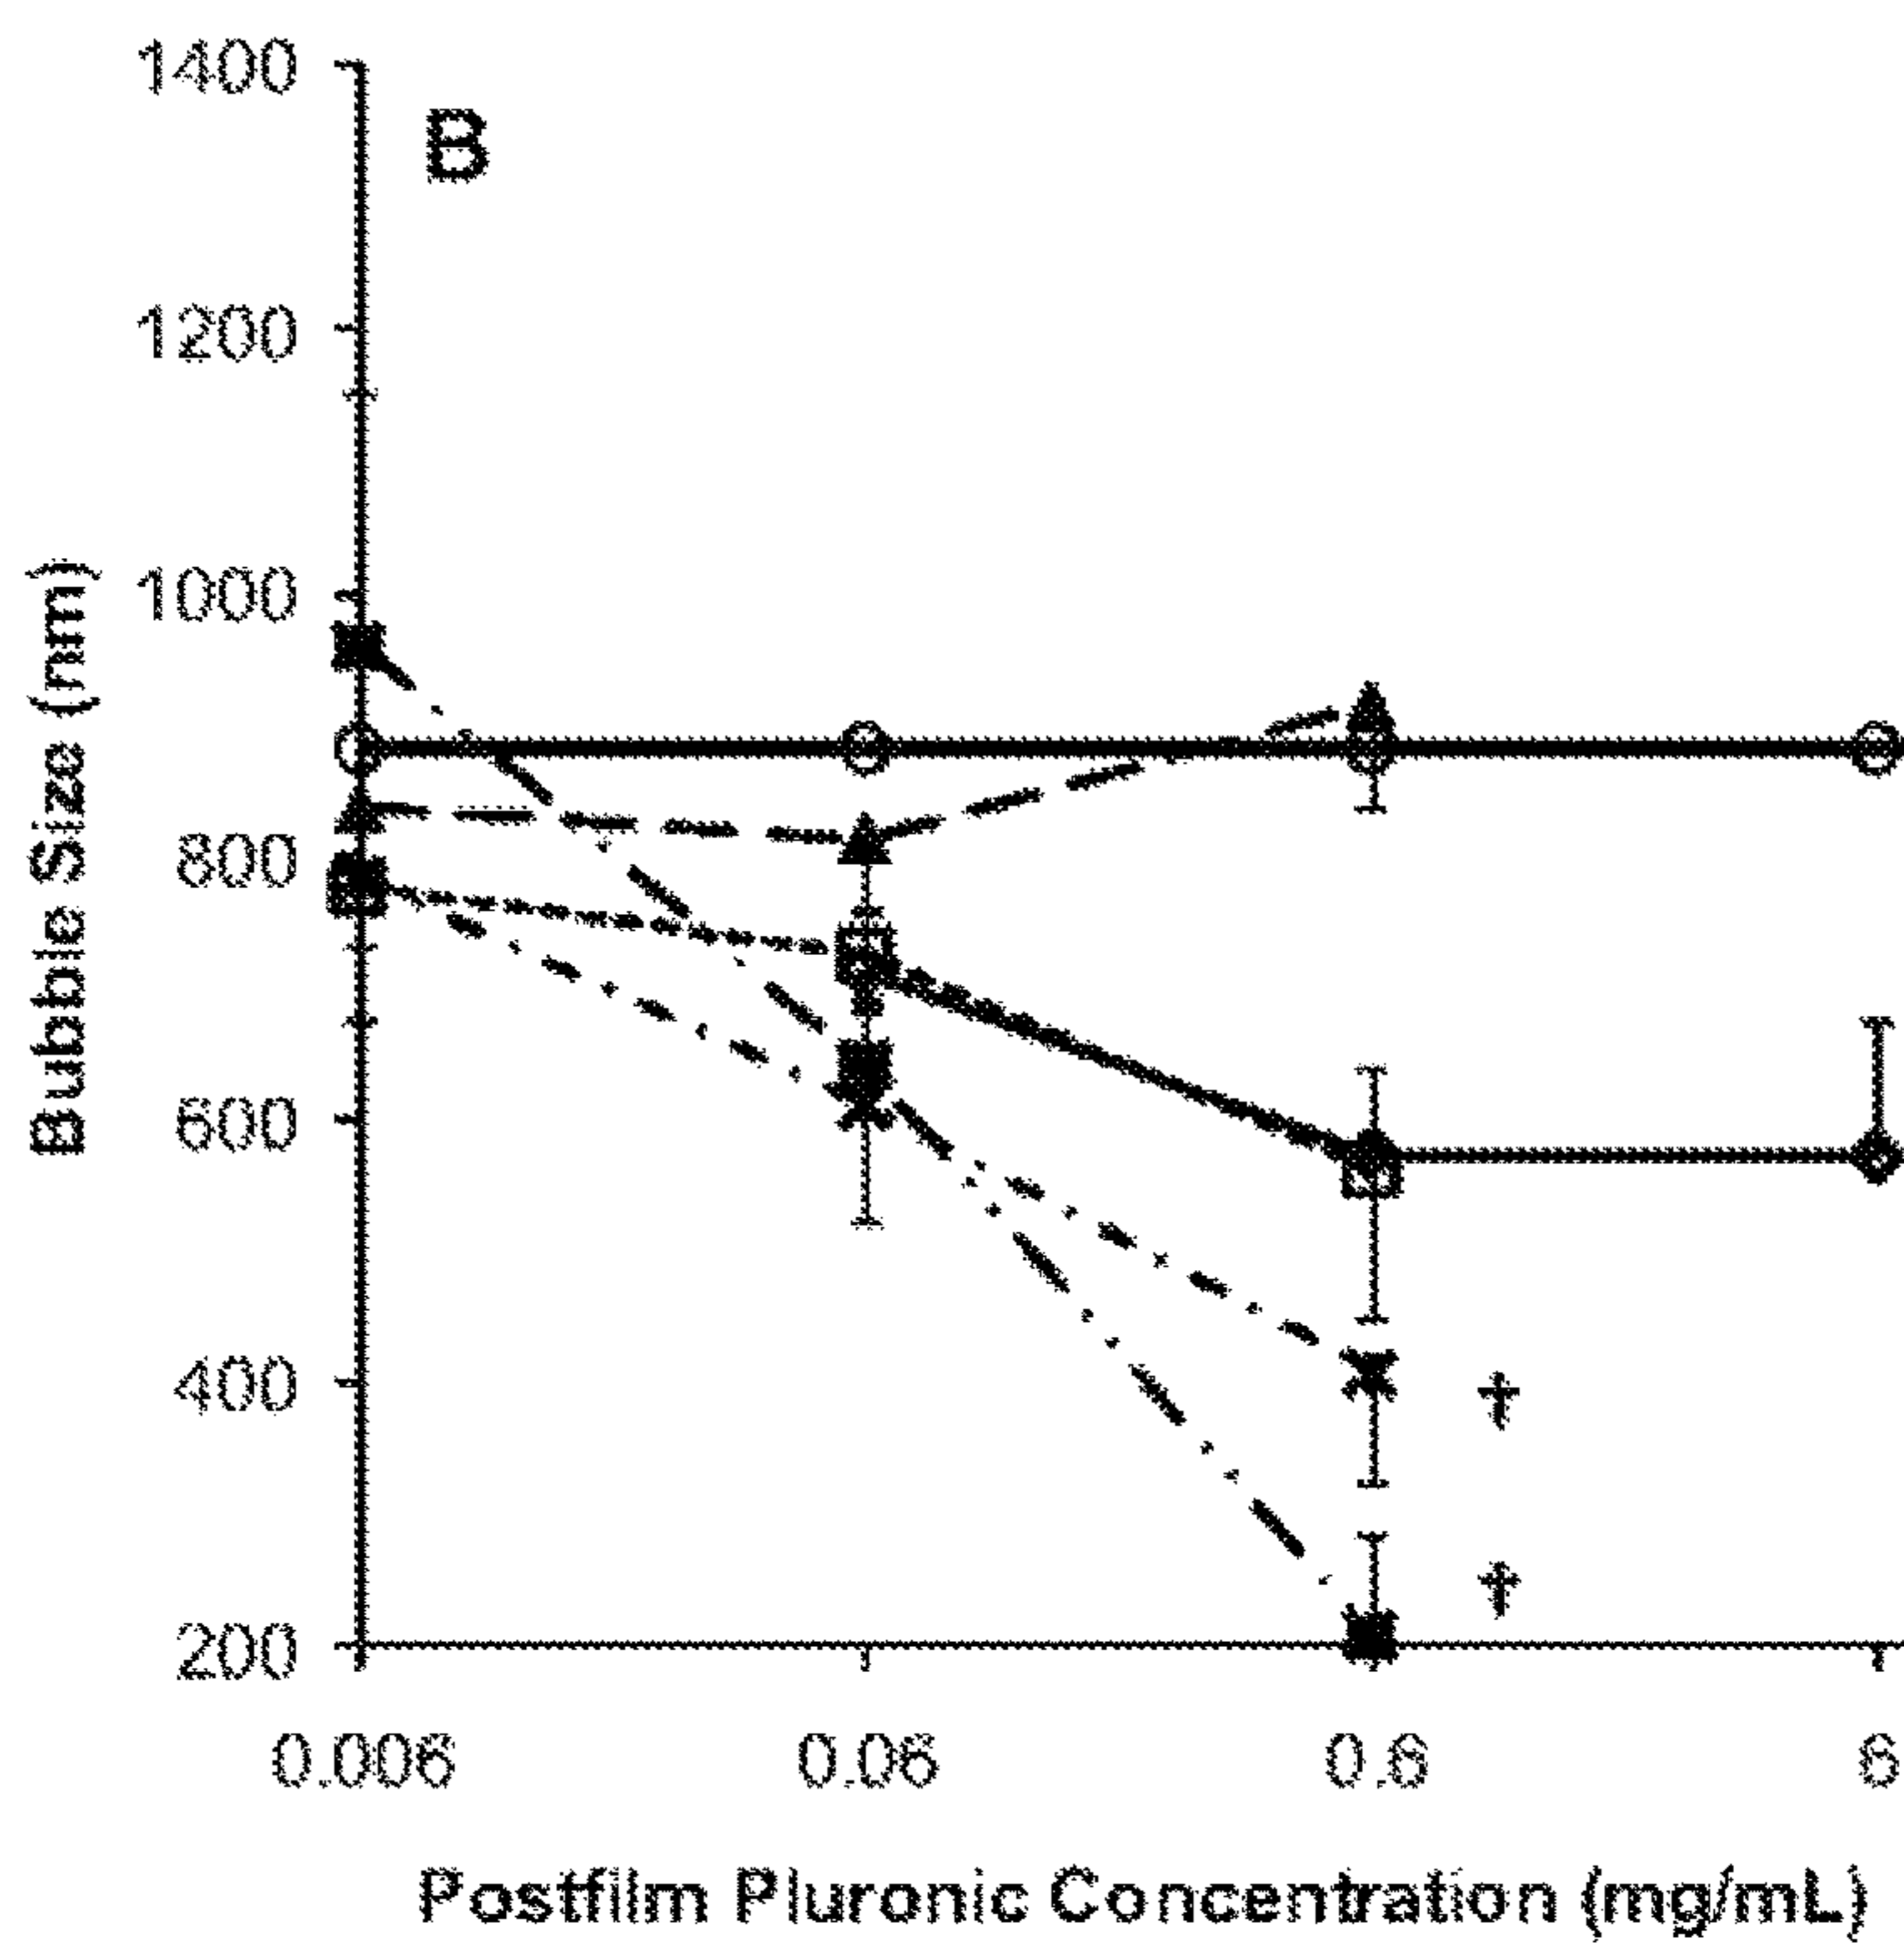 1400
B
1200
1000
800
600
400
200
Bubble Size (nm)
†
†
0.006 0.06 0.6 6
Postfilm Pluronic Concentration (mg/mL)